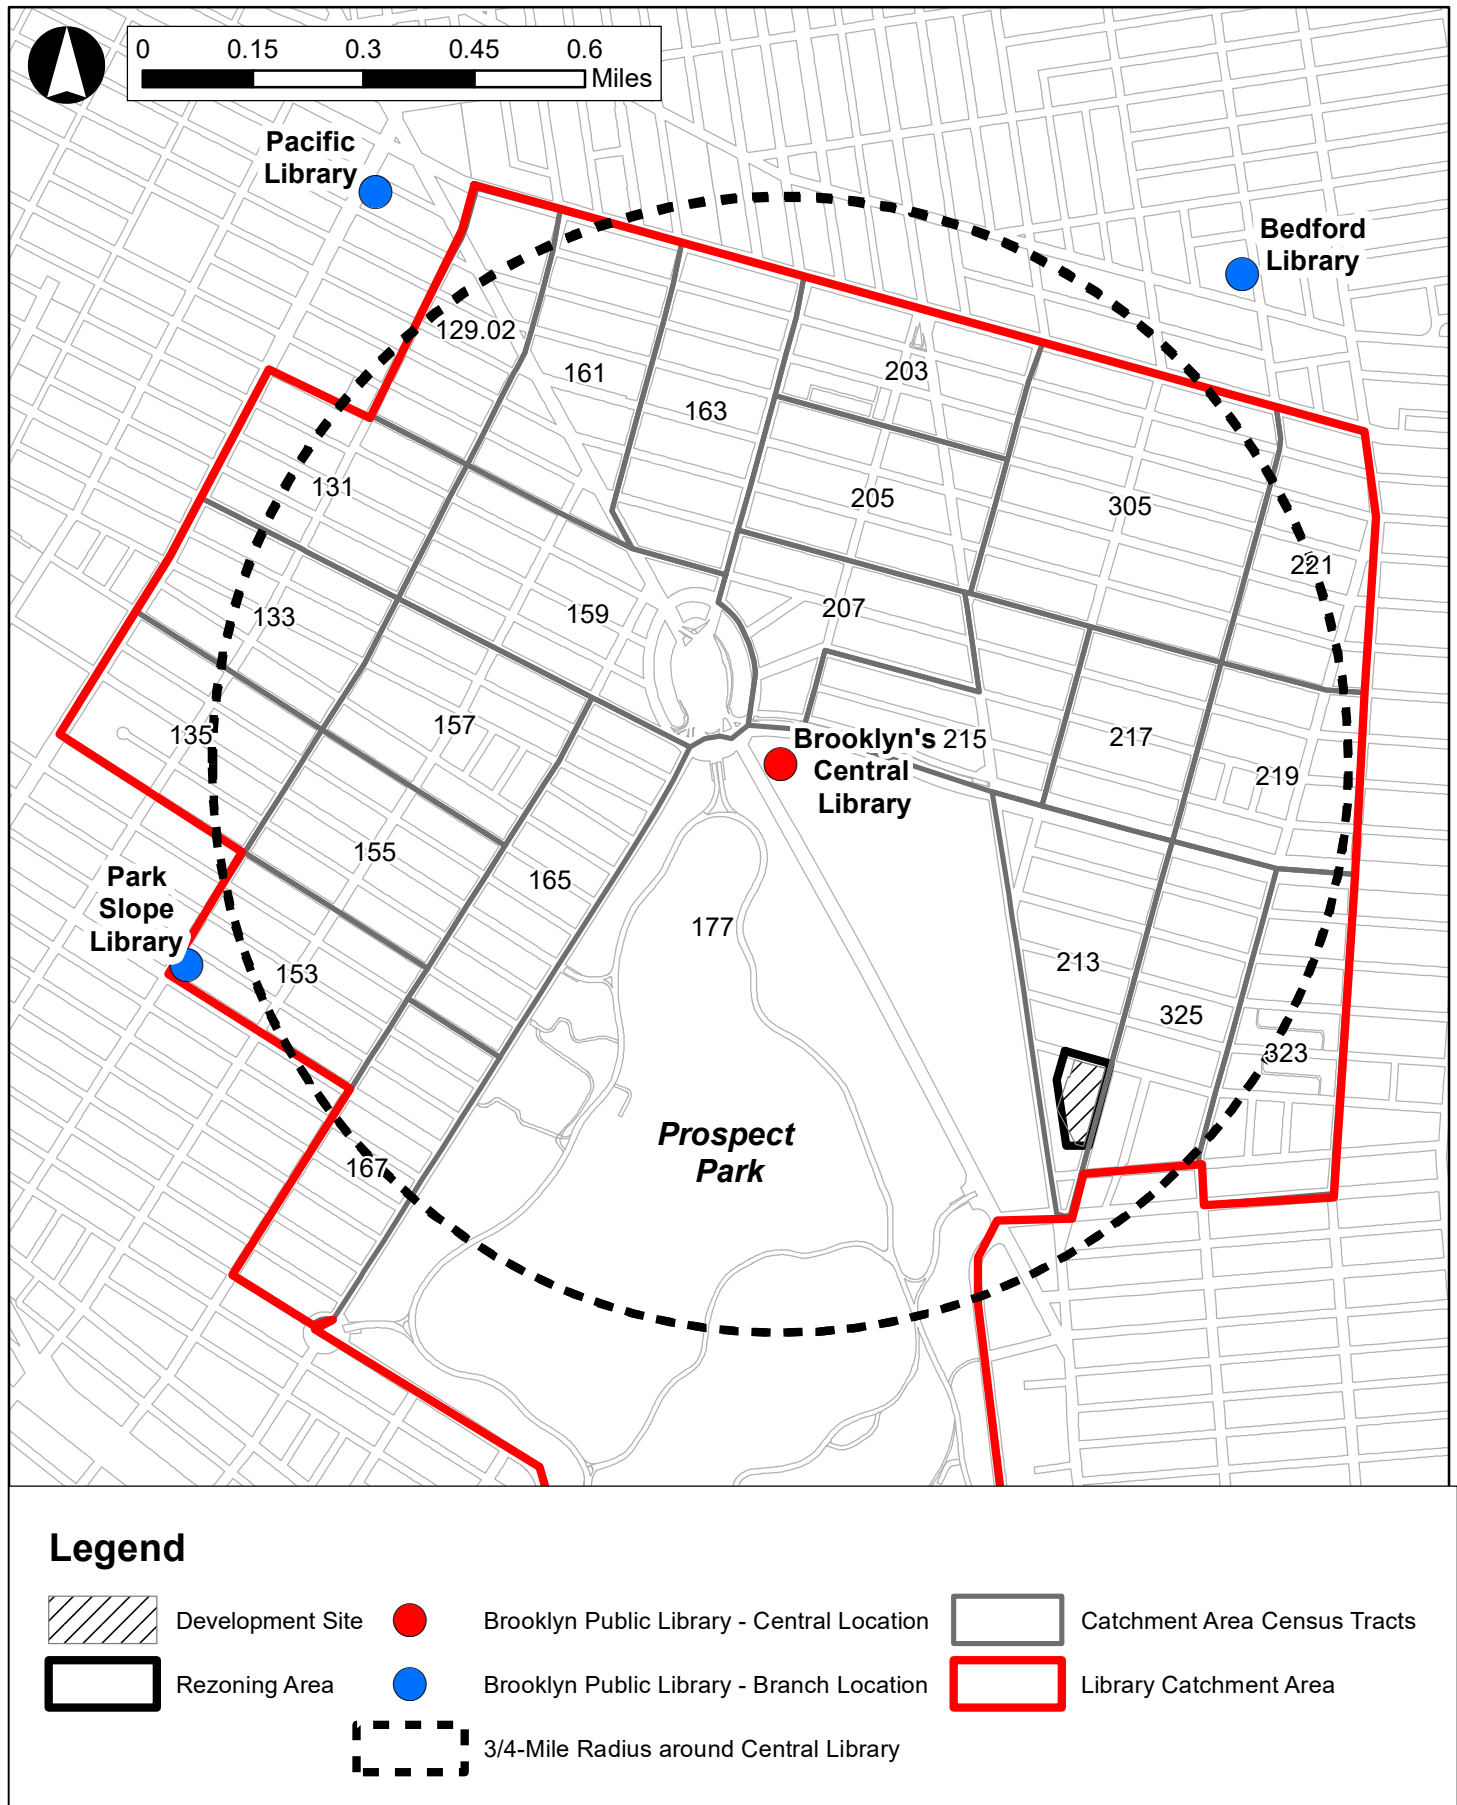 0 0.15 0.3 0.45 0.6
Miles
Pacific
Library
Bedford
Library
129.02
161
203
163
131
205
305
221
133
159
207
157
135
Brooklyn's
Central
Library
215
217
219
155
165
Park
Slope
Library
177
153
213
325
323
Prospect
Park
167
Legend
Development Site
Brooklyn Public Library - Central Location
Catchment Area Census Tracts
Rezoning Area
Brooklyn Public Library - Branch Location
Library Catchment Area
3/4-Mile Radius around Central Library